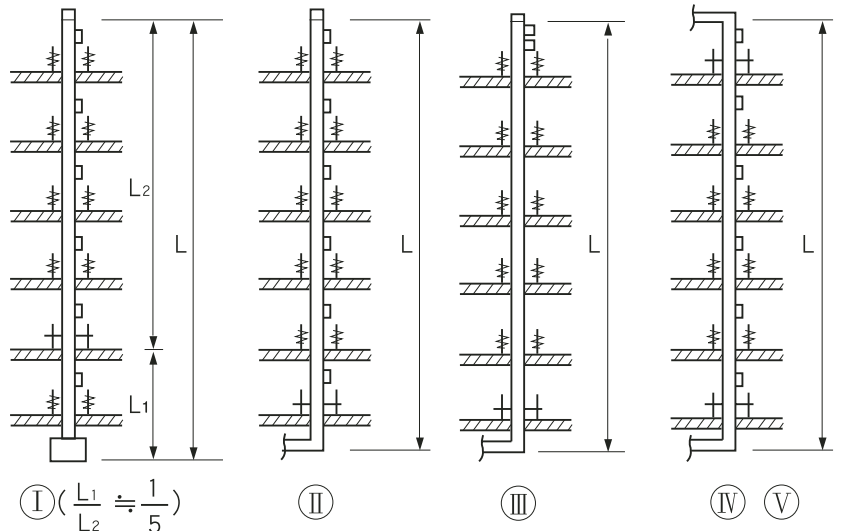 L₂
L
L₁
L
L
L
Ⅰ ( L₁/L₂ ≒ 1/5 )
Ⅱ
Ⅲ
Ⅳ Ⅴ